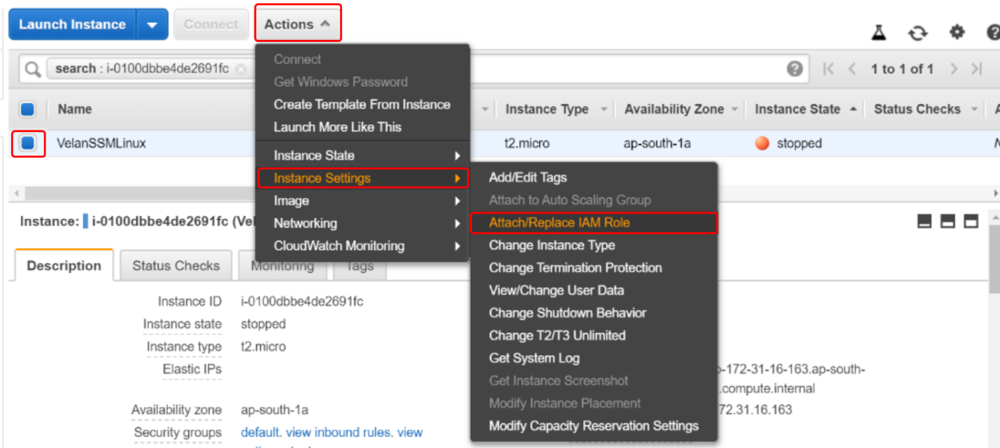 Launch Instance
Connect
Actions
search : i-0100dbbe4de2691fc
1 to 1 of 1
Name
Instance Type
Availability Zone
Instance State
Status Checks
VelanSSMLinux
t2.micro
ap-south-1a
stopped
Connect
Get Windows Password
Create Template From Instance
Launch More Like This
Instance State
Instance Settings
Image
Networking
CloudWatch Monitoring
Add/Edit Tags
Attach to Auto Scaling Group
Attach/Replace IAM Role
Change Instance Type
Change Termination Protection
View/Change User Data
Change Shutdown Behavior
Change T2/T3 Unlimited
Get System Log
Get Instance Screenshot
Modify Instance Placement
Modify Capacity Reservation Settings
Instance: i-0100dbbe4de2691fc (Vel
Description
Status Checks
Monitoring
Tags
Instance ID i-0100dbbe4de2691fc
Instance state stopped
Instance type t2.micro
Elastic IPs
Availability zone ap-south-1a
Security groups default. view inbound rules. view
-172-31-16-163.ap-south-
.compute.internal
72.31.16.163